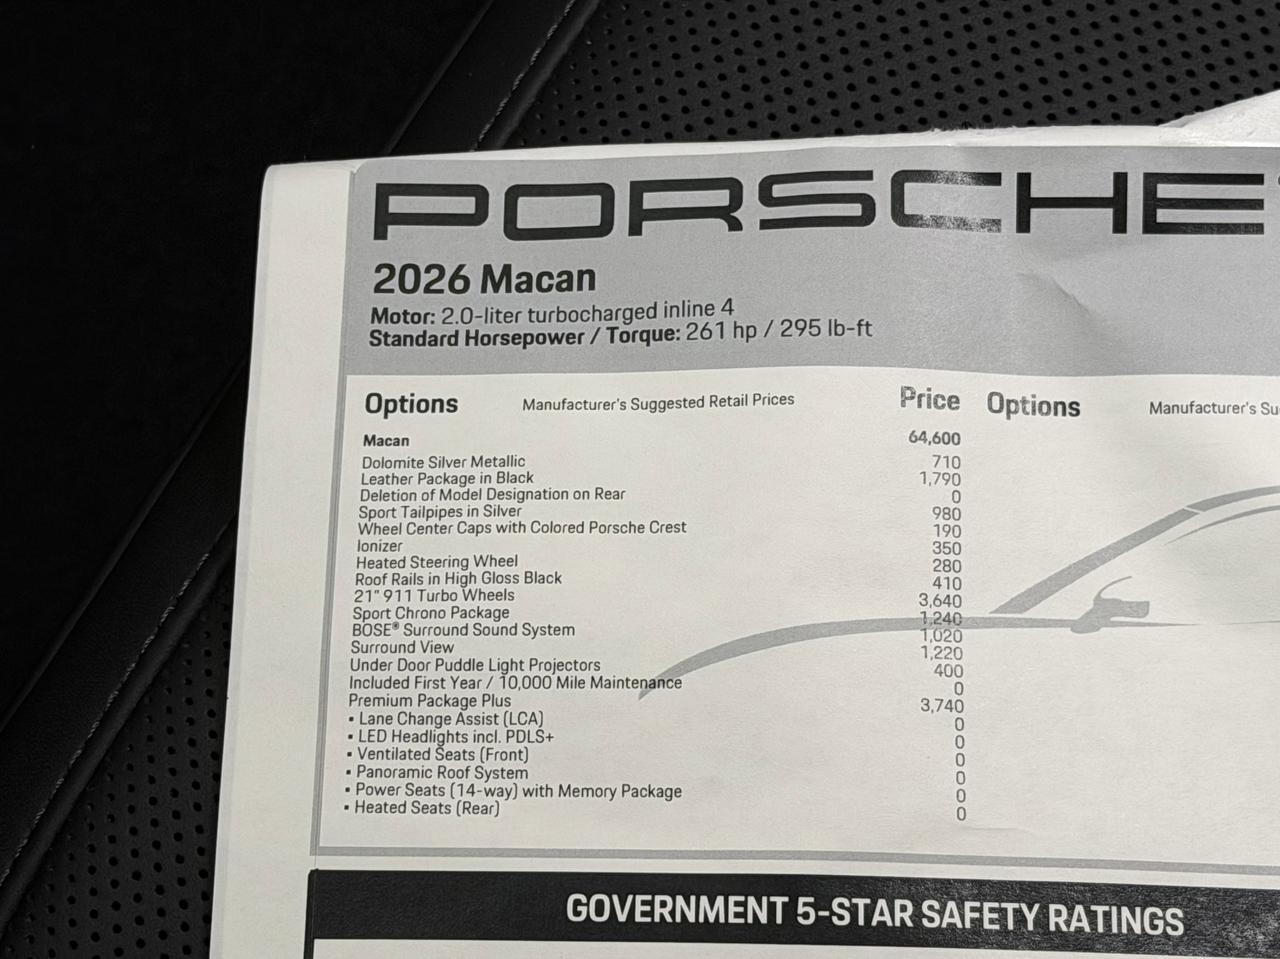 PORSCHE
2026 Macan
Motor: 2.0-liter turbocharged inline 4
Standard Horsepower / Torque: 261 hp / 295 lb-ft
Options Manufacturer's Suggested Retail Prices Price Options Manufacturer's
Macan 64,600
Dolomite Silver Metallic 710
Leather Package in Black 1,790
Deletion of Model Designation on Rear 0
Sport Tailpipes in Silver 980
Wheel Center Caps with Colored Porsche Crest 190
Ionizer 350
Heated Steering Wheel 280
Roof Rails in High Gloss Black 410
21" 911 Turbo Wheels 3,640
Sport Chrono Package 1,240
BOSE® Surround Sound System 1,020
Surround View 1,220
Under Door Puddle Light Projectors 400
Included First Year / 10,000 Mile Maintenance 0
Premium Package Plus 3,740
• Lane Change Assist (LCA) 0
• LED Headlights incl. PDLS+ 0
• Ventilated Seats (Front) 0
• Panoramic Roof System 0
• Power Seats (14-way) with Memory Package 0
• Heated Seats (Rear) 0
GOVERNMENT 5-STAR SAFETY RATINGS